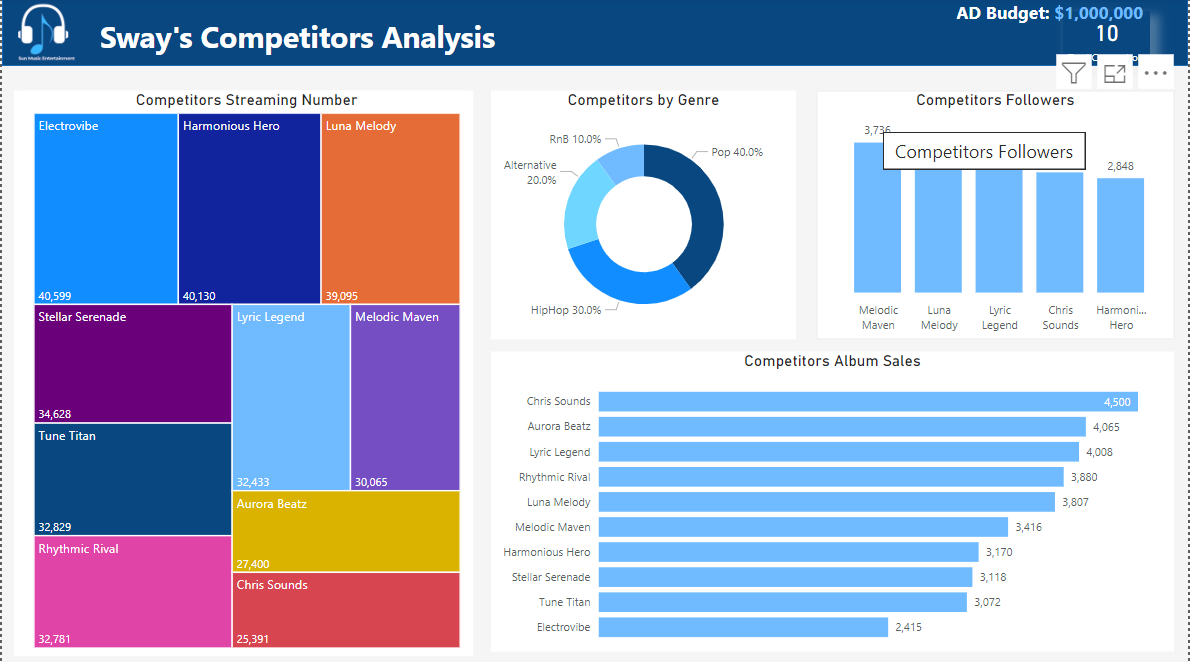 AD Budget: $1,000,000
Sway's Competitors Analysis
10
Sun Music Entertainment
Competitors Streaming Number
Electrovibe
40,599
Harmonious Hero
40,130
Luna Melody
39,095
Stellar Serenade
34,628
Lyric Legend
32,433
Melodic Maven
30,065
Tune Titan
32,829
Aurora Beatz
27,400
Rhythmic Rival
32,781
Chris Sounds
25,391
Competitors by Genre
RnB 10.0%
Pop 40.0%
Alternative
20.0%
HipHop 30.0%
Competitors Followers
3,736
Competitors Followers
2,848
Melodic
Maven
Luna
Melody
Lyric
Legend
Chris
Sounds
Harmoni...
Hero
Competitors Album Sales
Chris Sounds 4,500
Aurora Beatz 4,065
Lyric Legend 4,008
Rhythmic Rival 3,880
Luna Melody 3,807
Melodic Maven 3,416
Harmonious Hero 3,170
Stellar Serenade 3,118
Tune Titan 3,072
Electrovibe 2,415